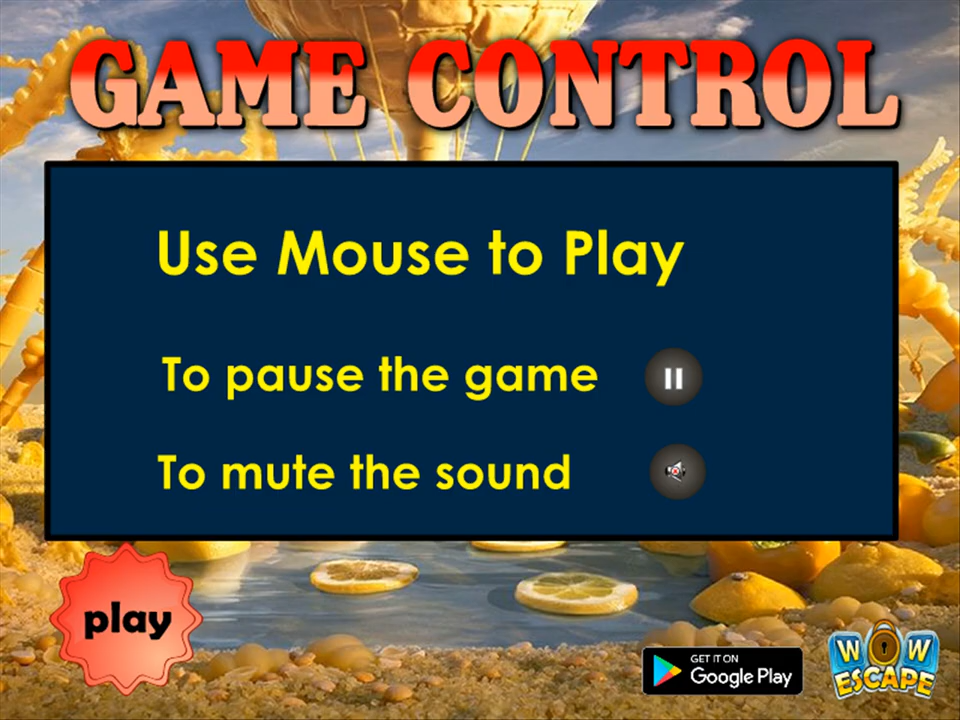 GAME CONTROL
Use Mouse to Play
To pause the game
To mute the sound
play
GET IT ON
Google Play
WOW
ESCAPE